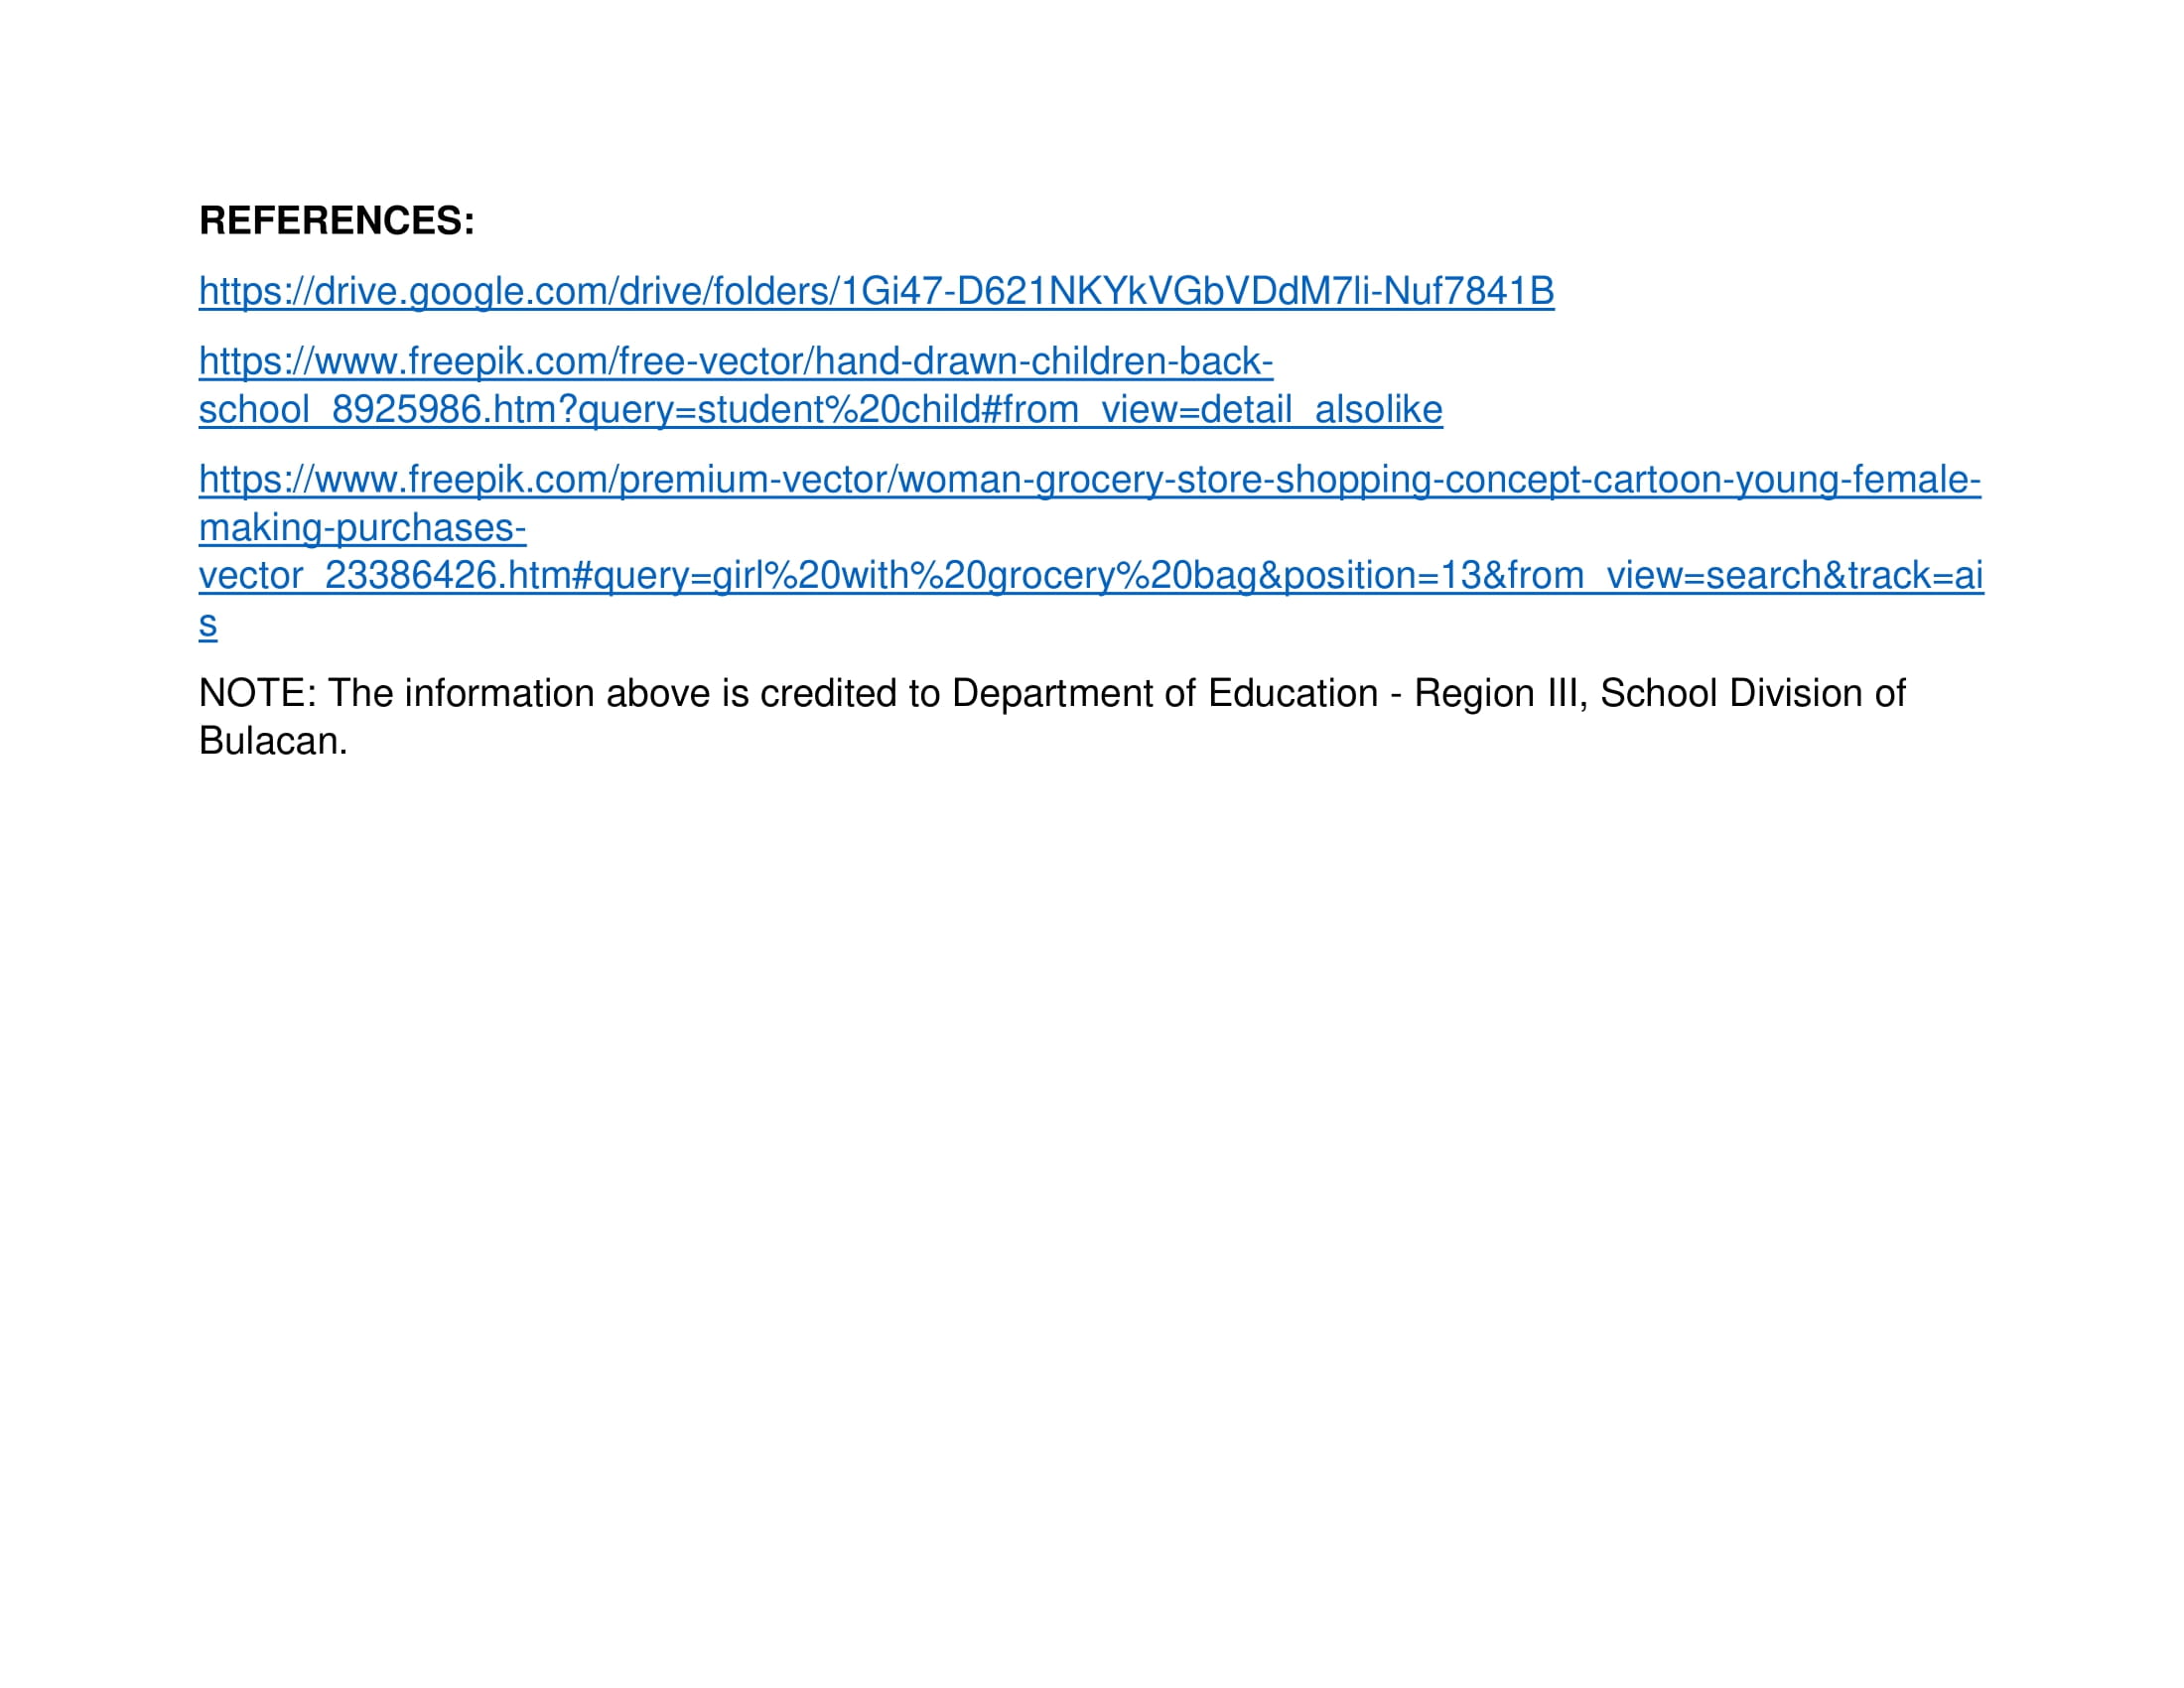 REFERENCES:
https://drive.google.com/drive/folders/1Gi47-D621NKYkVGbVDdM7li-Nuf7841B
https://www.freepik.com/free-vector/hand-drawn-children-back-
school_8925986.htm?query=student%20child#from_view=detail_alsolike
https://www.freepik.com/premium-vector/woman-grocery-store-shopping-concept-cartoon-young-female-
making-purchases-
vector_23386426.htm#query=girl%20with%20grocery%20bag&position=13&from_view=search&track=ai
s
NOTE: The information above is credited to Department of Education - Region III, School Division of
Bulacan.